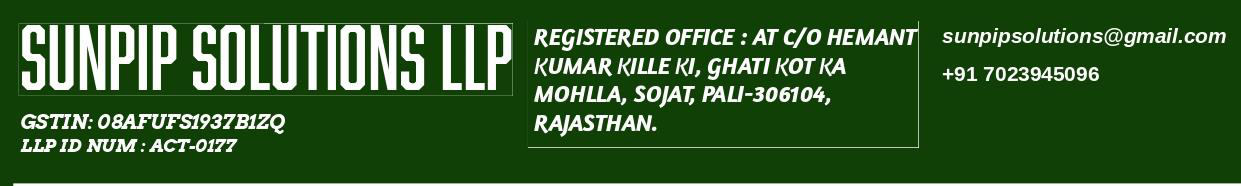 SUNPIP SOLUTIONS LLP
GSTIN: 08AFUFS1937B1ZQ
LLP ID NUM : ACT-0177
REGISTERED OFFICE : AT C/O HEMANT
KUMAR KILLE KI, GHATI KOT KA
MOHLLA, SOJAT, PALI-306104,
RAJASTHAN.
sunpipsolutions@gmail.com
+91 7023945096